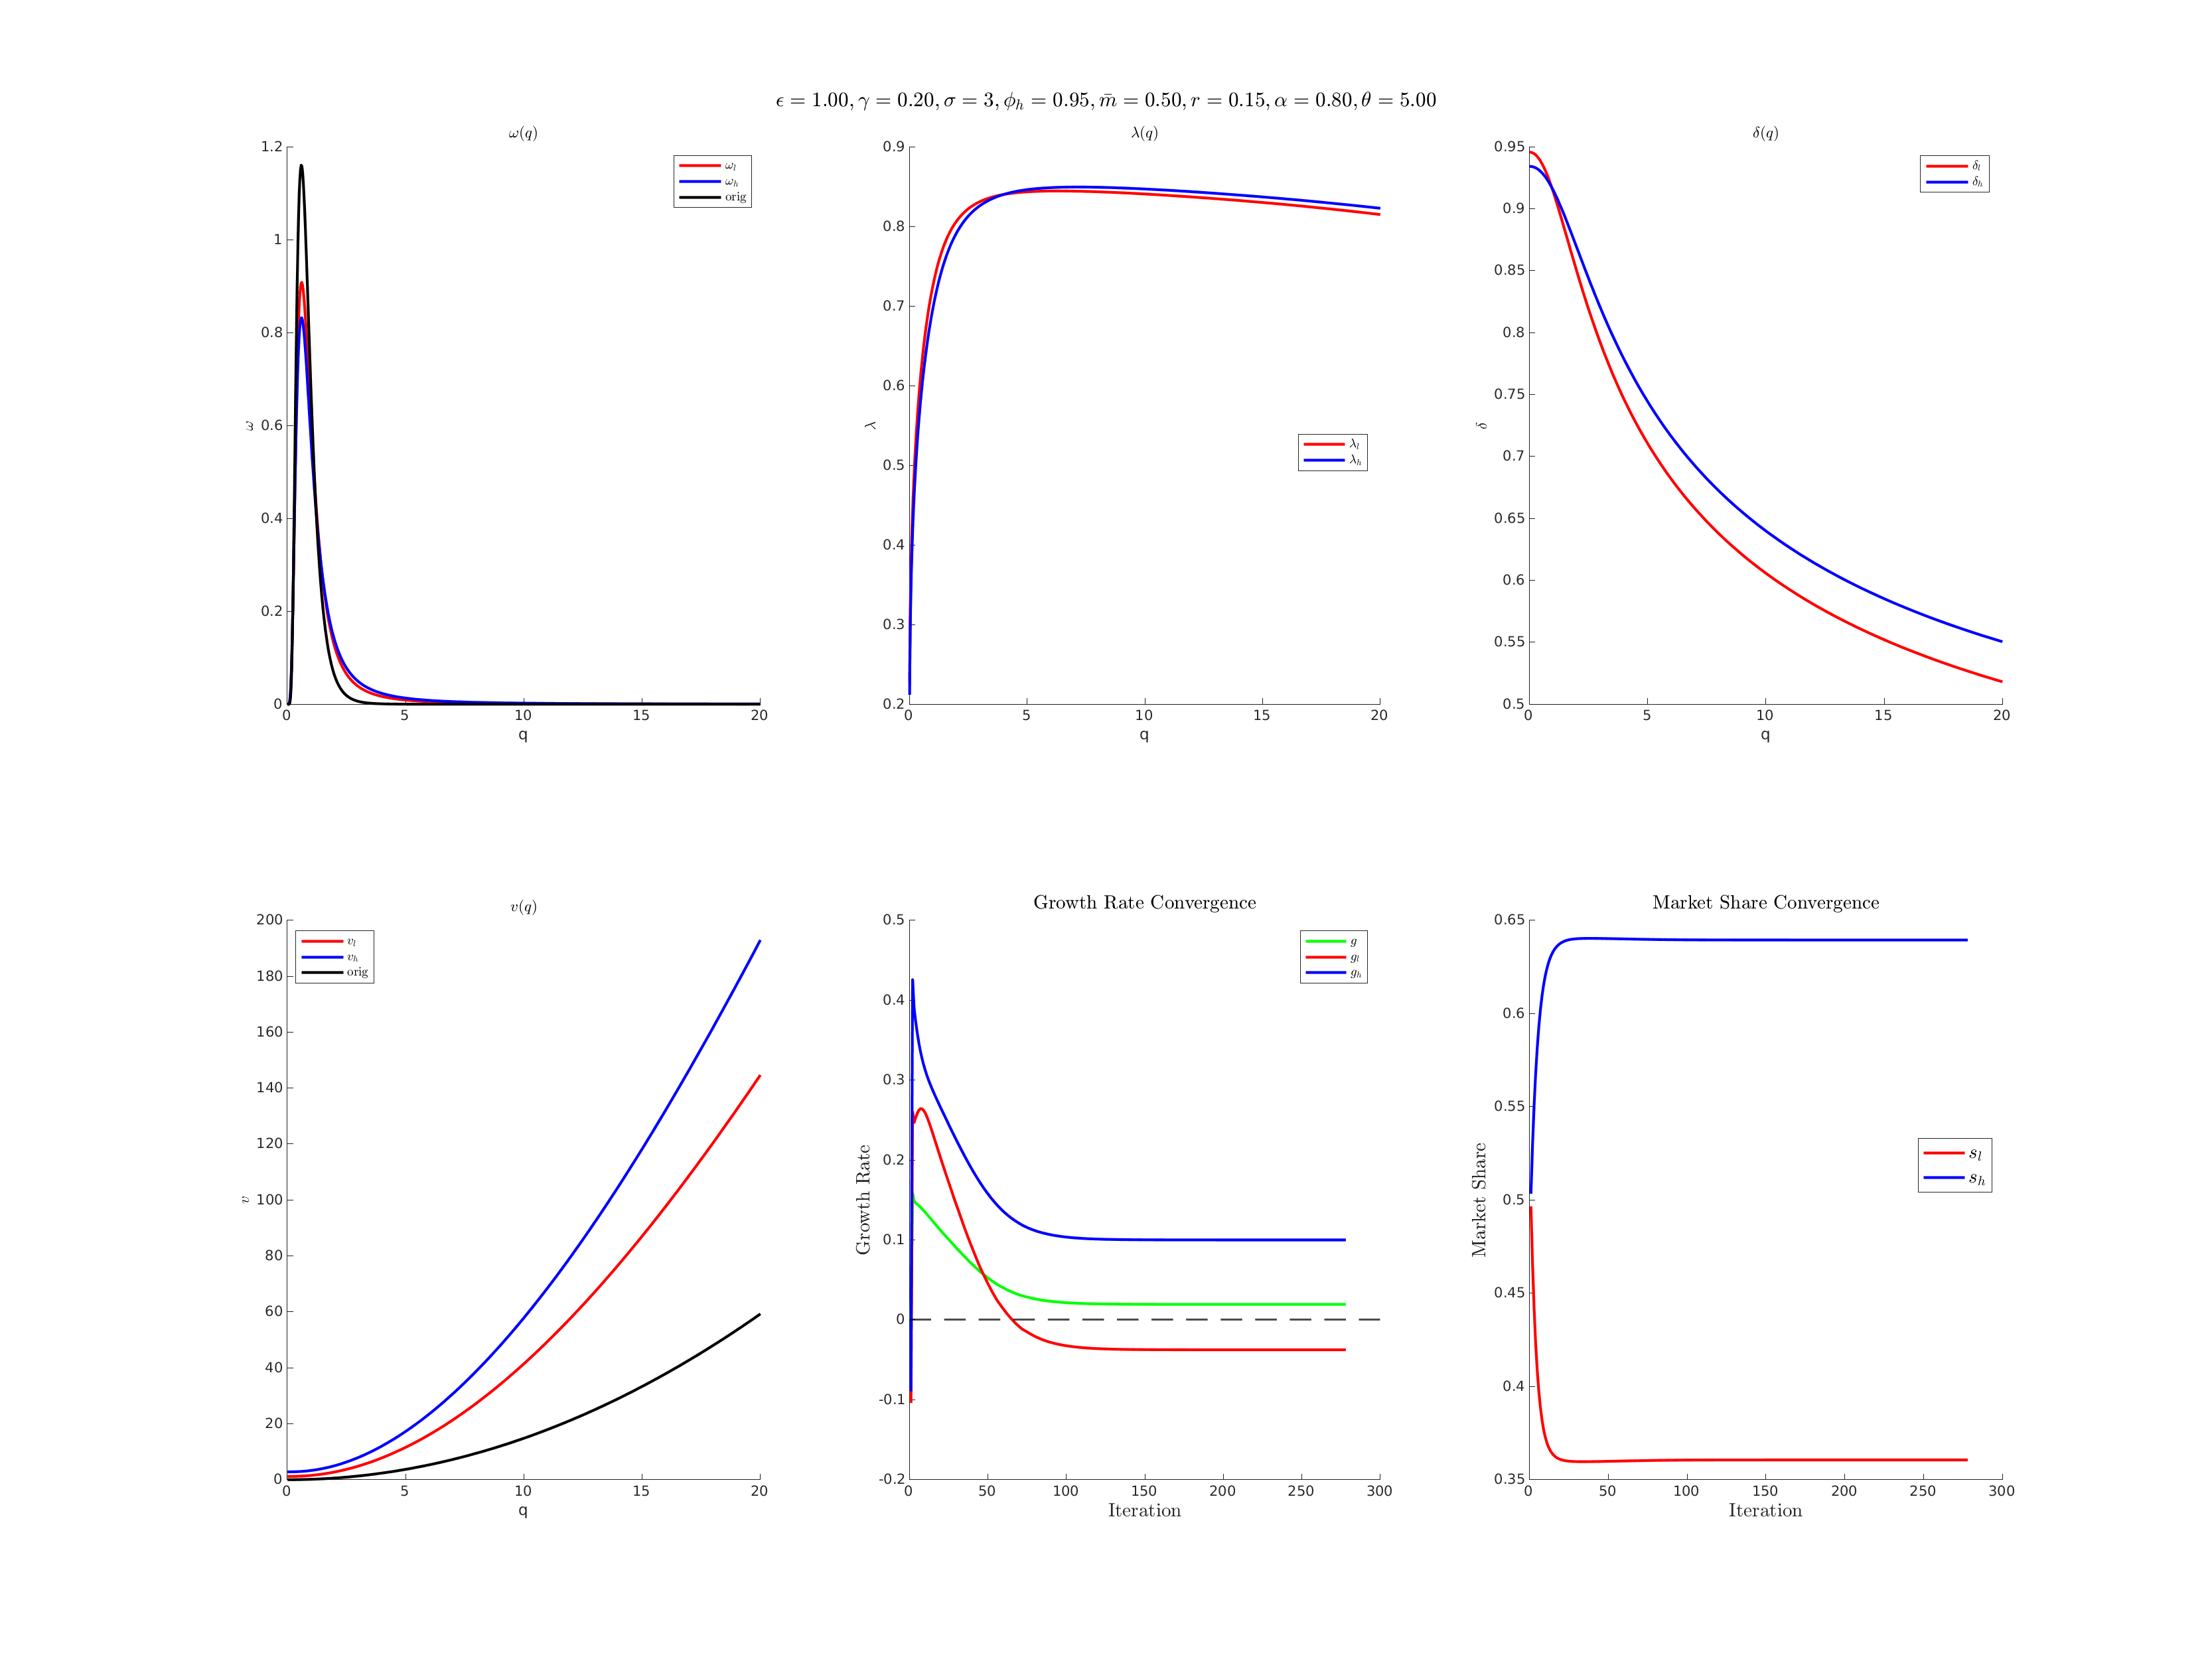 ϵ = 1.00, γ = 0.20, σ = 3, ϕ_h = 0.95, m̄ = 0.50, r = 0.15, α = 0.80, θ = 5.00
ω(q)
1.2
1
0.8
0.6
0.4
0.2
0
ω
ω_l
ω_h
orig
0 5 10 15 20
q
λ(q)
0.9
0.8
0.7
0.6
0.5
0.4
0.3
0.2
λ
λ_l
λ_h
0 5 10 15 20
q
δ(q)
0.95
0.9
0.85
0.8
0.75
0.7
0.65
0.6
0.55
0.5
δ
δ_l
δ_h
0 5 10 15 20
q
v(q)
200
180
160
140
120
100
80
60
40
20
0
v
v_l
v_h
orig
0 5 10 15 20
q
Growth Rate Convergence
0.5
0.4
0.3
0.2
0.1
0
-0.1
-0.2
Growth Rate
g
g_l
g_h
0 50 100 150 200 250 300
Iteration
Market Share Convergence
0.65
0.6
0.55
0.5
0.45
0.4
0.35
Market Share
s_l
s_h
0 50 100 150 200 250 300
Iteration